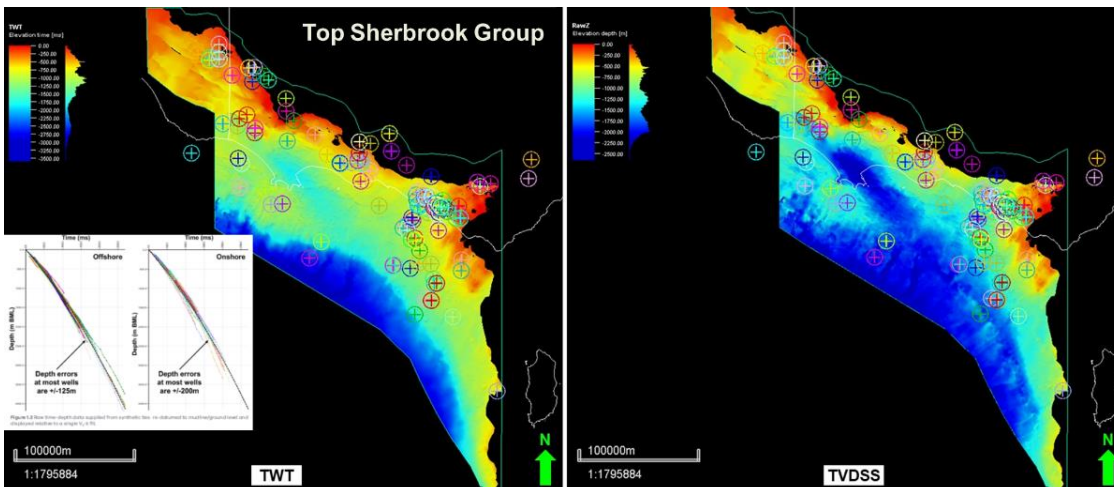 TWT
Elevation time [ms]
0.00
-250.00
-500.00
-750.00
-1000.00
-1250.00
-1500.00
-1750.00
-2000.00
-2250.00
-2500.00
-2750.00
-3000.00
-3250.00
-3500.00
Top Sherbrook Group
Time (ms)
Time (ms)
Offshore
Onshore
Depth (m BML)
Depth (m BML)
Depth errors
at most wells
are +/-125m
Depth errors
at most wells
are +/-200m
100000m
1:1795884
TWT
N
RawZ
Elevation depth [m]
0.00
-250.00
-500.00
-750.00
-1000.00
-1250.00
-1500.00
-1750.00
-2000.00
-2250.00
-2500.00
100000m
1:1795884
TVDSS
N